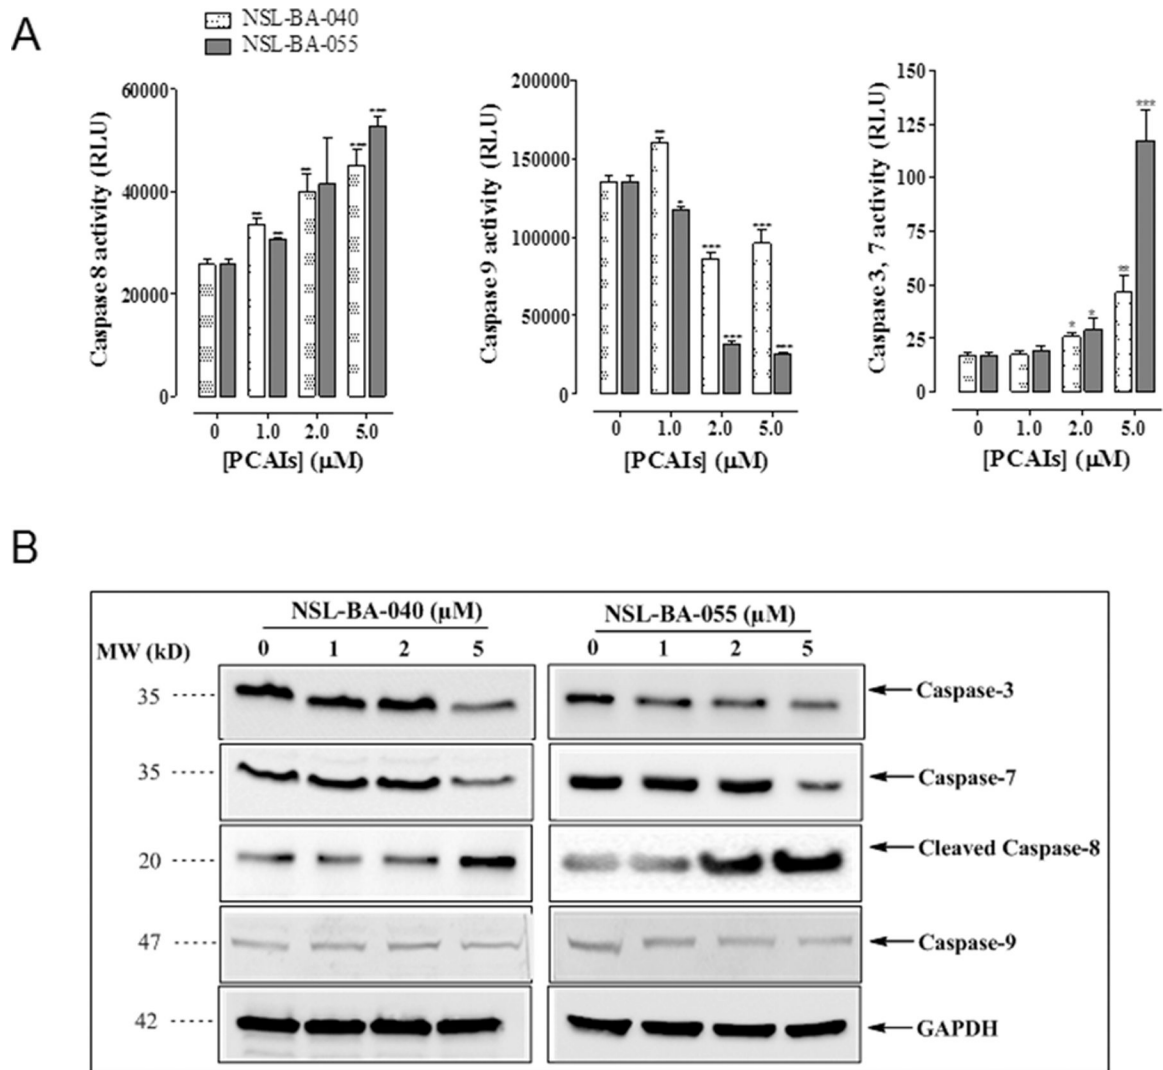 A
NSL-BA-040
NSL-BA-055
Caspase 8 activity (RLU)
60000
40000
20000
0
0 1.0 2.0 5.0
[PCAIs] (µM)
Caspase 9 activity (RLU)
200000
150000
100000
50000
0
0 1.0 2.0 5.0
[PCAIs] (µM)
Caspase 3, 7 activity (RLU)
150
125
100
75
50
25
0
* * ** ***
0 1.0 2.0 5.0
[PCAIs] (µM)
B
NSL-BA-040 (µM) NSL-BA-055 (µM)
MW (kD) 0 1 2 5 0 1 2 5
35 Caspase-3
35 Caspase-7
20 Cleaved Caspase-8
47 Caspase-9
42 GAPDH